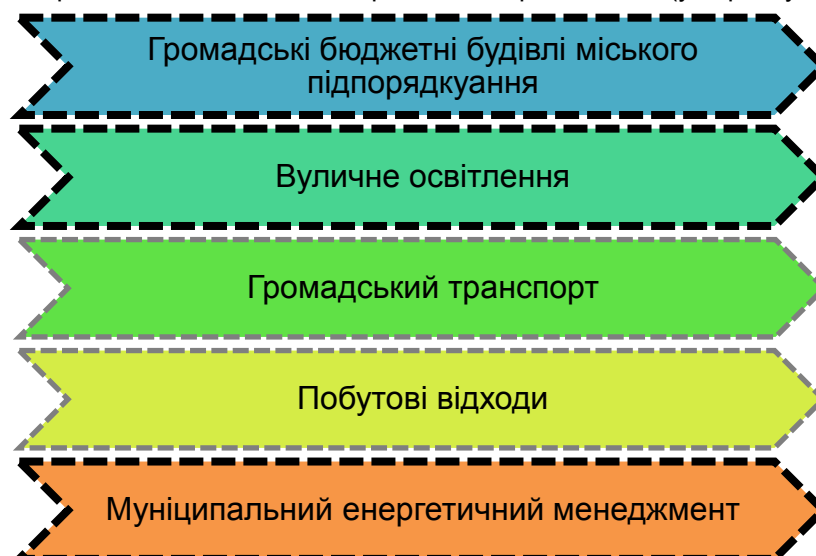 Громадські бюджетні будівлі міського
підпорядкуання
Вуличне освітлення
Громадський транспорт
Побутові відходи
Муніципальний енергетичний менеджмент